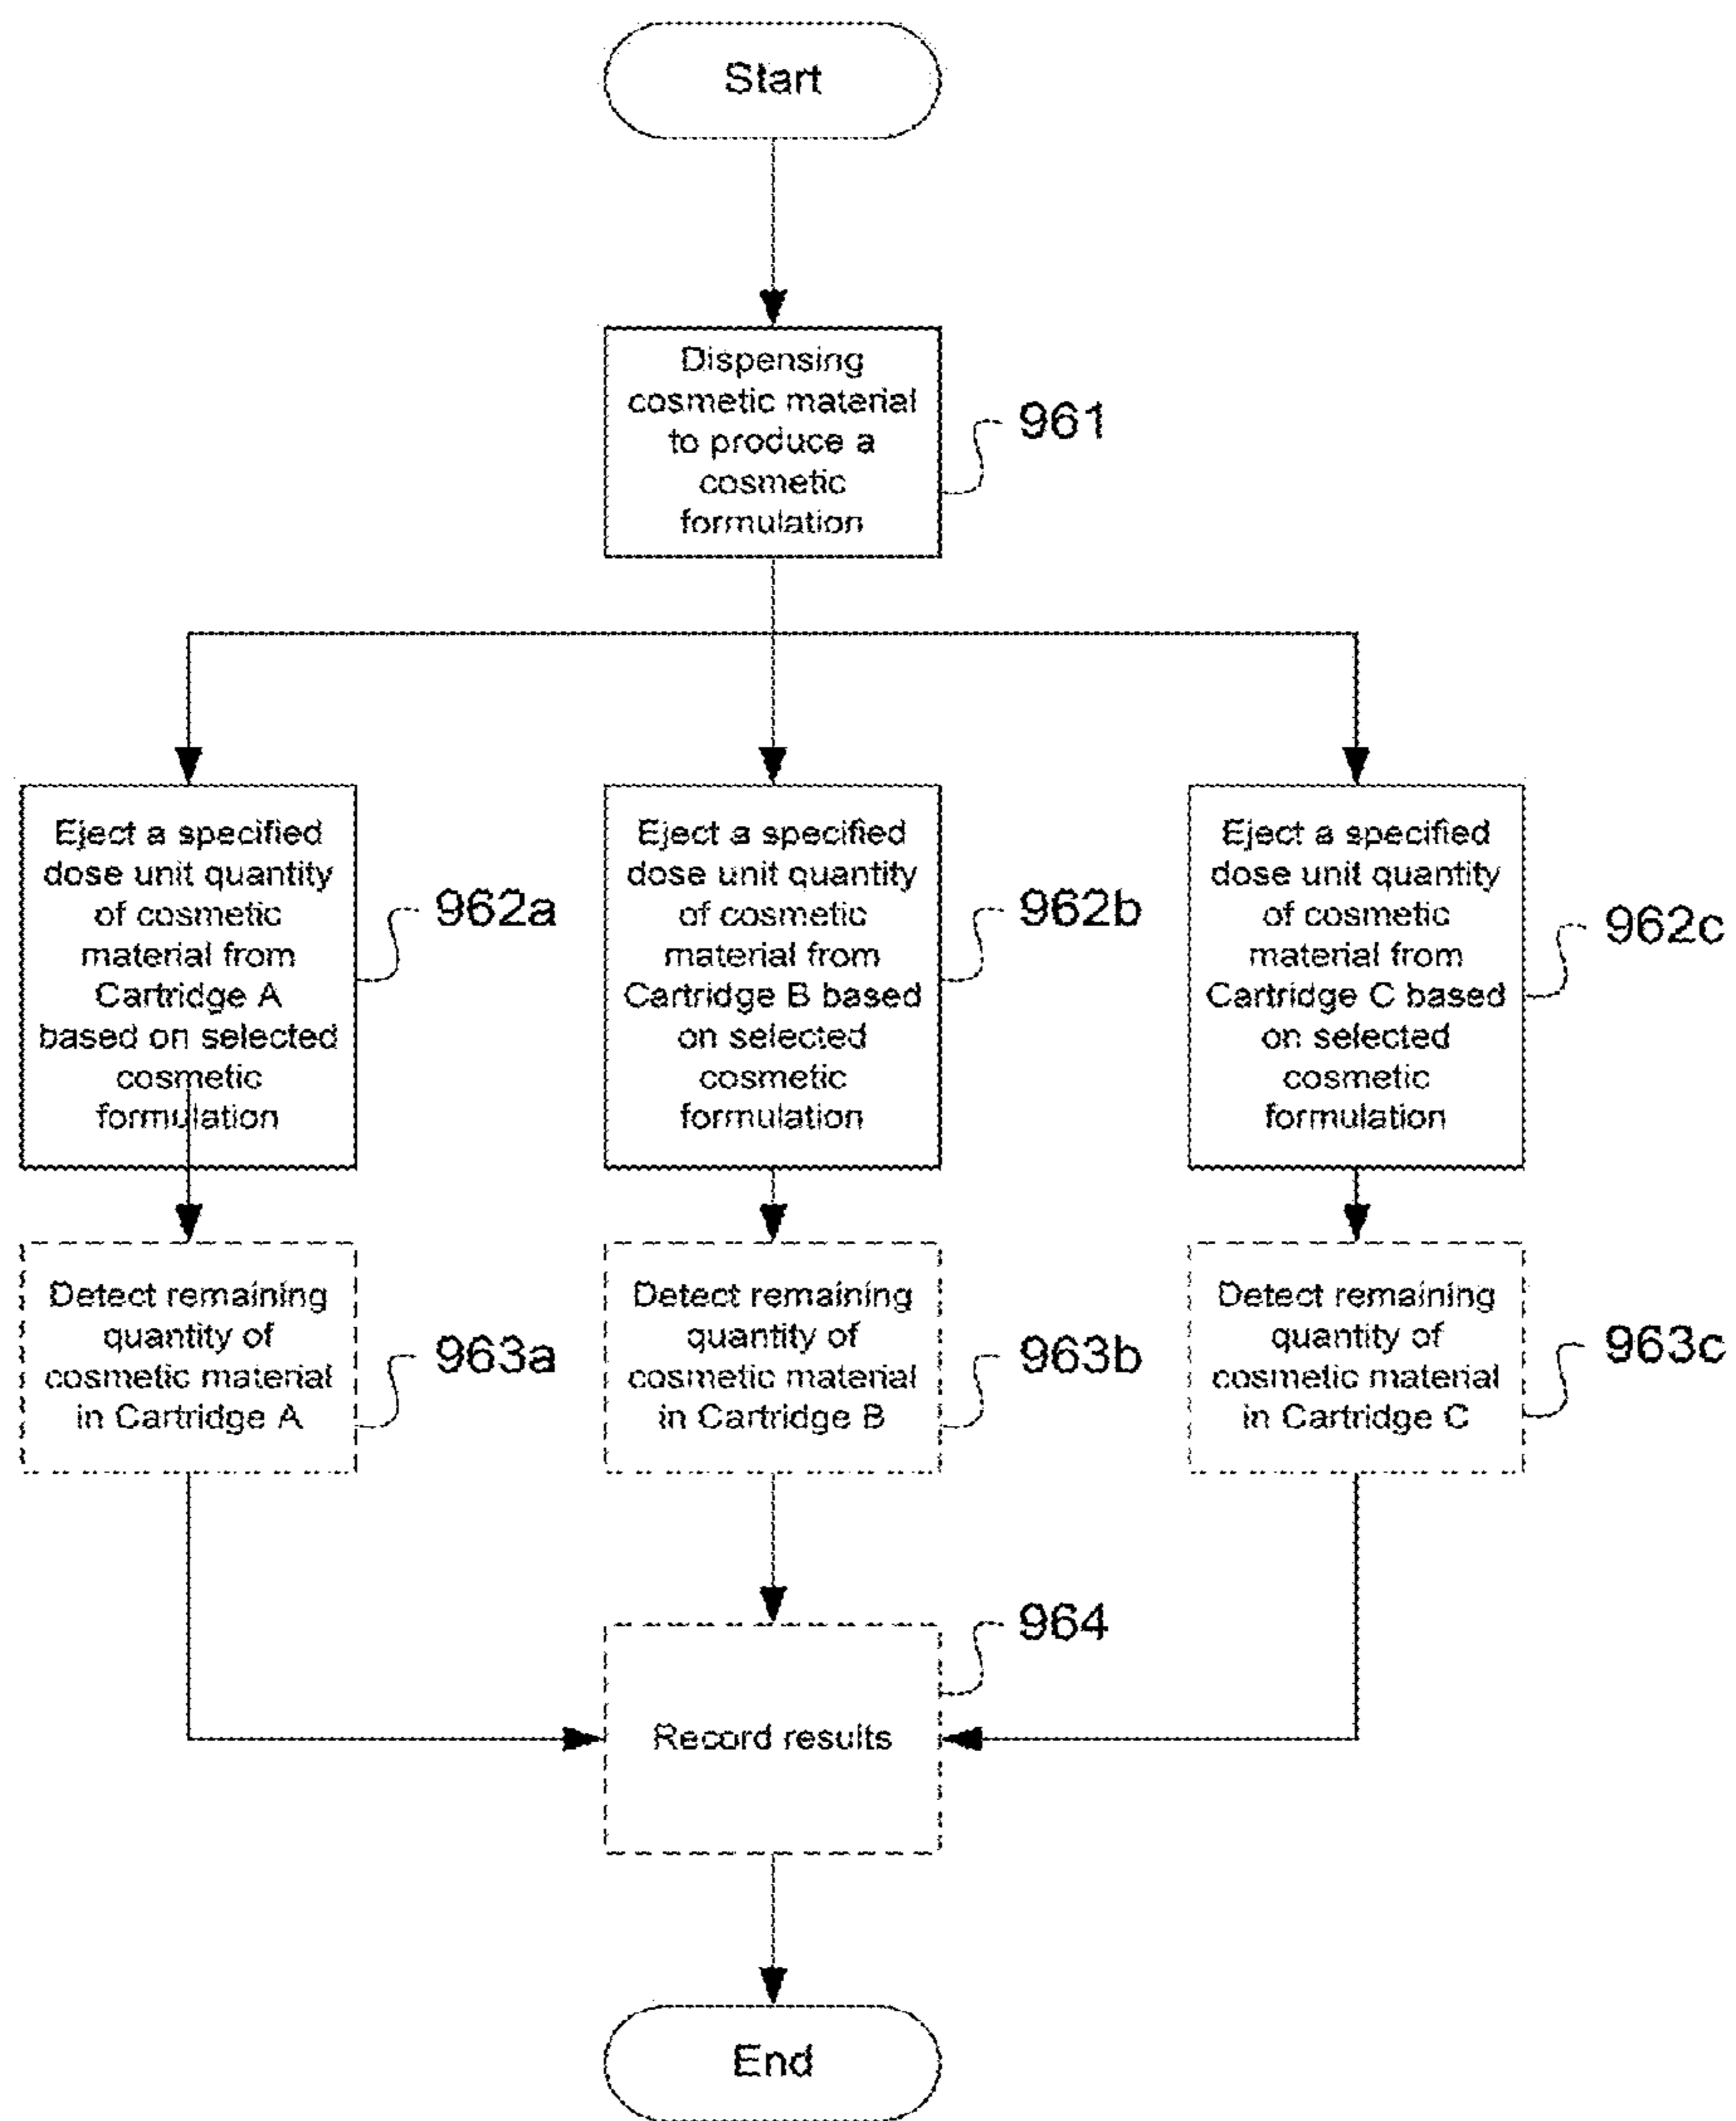 Start
Dispensing
cosmetic material
to produce a
cosmetic
formulation
961
Eject a specified
dose unit quantity
of cosmetic
material from
Cartridge A
based on selected
cosmetic
formulation
962a
Eject a specified
dose unit quantity
of cosmetic
material from
Cartridge B based
on selected
cosmetic
formulation
962b
Eject a specified
dose unit quantity
of cosmetic
material from
Cartridge C based
on selected
cosmetic
formulation
962c
Detect remaining
quantity of
cosmetic material
in Cartridge A
963a
Detect remaining
quantity of
cosmetic material
in Cartridge B
963b
Detect remaining
quantity of
cosmetic material
in Cartridge C
963c
964
Record results
End